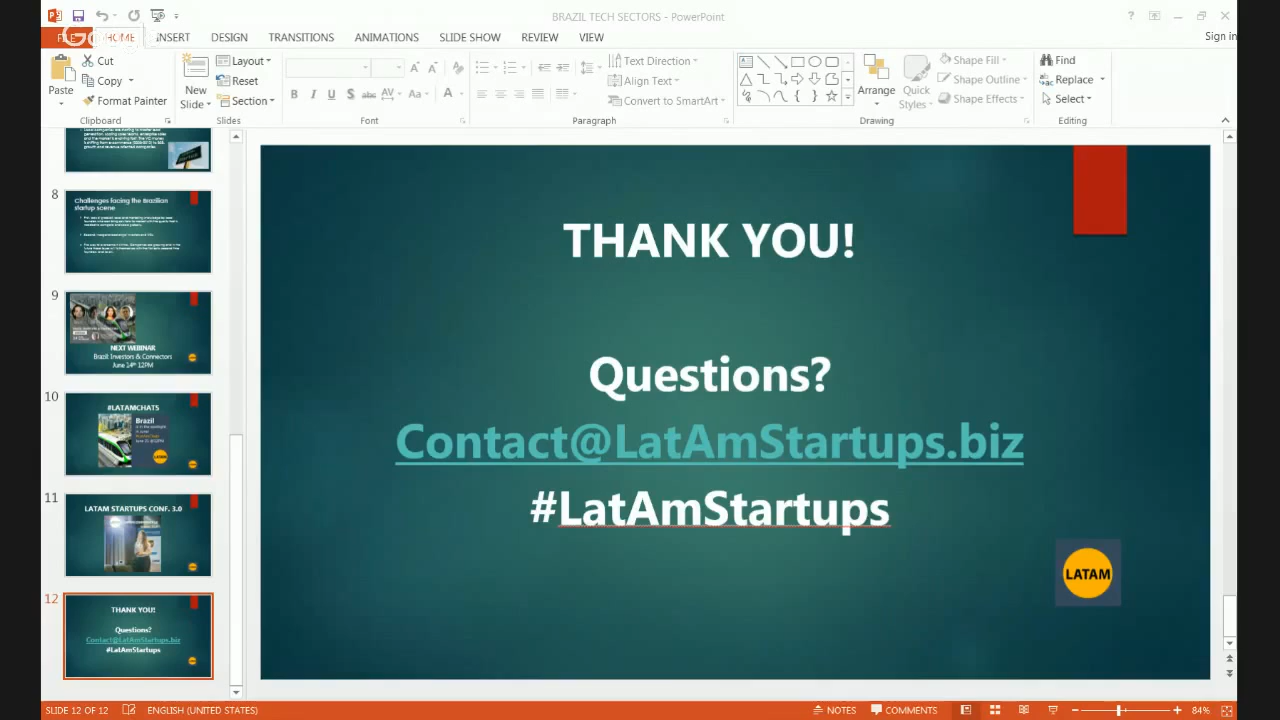 BRAZIL TECH SECTORS - PowerPoint
FILE HOME INSERT DESIGN TRANSITIONS ANIMATIONS SLIDE SHOW REVIEW VIEW Sign in
Paste
Cut
Copy
Format Painter
Clipboard
New
Slide
Layout
Reset
Section
Slides
Font
Text Direction
Align Text
Convert to SmartArt
Paragraph
Arrange
Quick
Styles
Shape Fill
Shape Outline
Shape Effects
Drawing
Find
Replace
Select
Editing
8
Challenges facing the Brazilian
startup scene
9
NEXT WEBINAR
Brazil Investors & Connectors
June 14th 12PM
10
#LATAMCHATS
Brazil
LATAM
11
LATAM STARTUPS CONF. 3.0
12
THANK YOU!
Questions?
Contact@LatAmStartups.biz
#LatAmStartups
THANK YOU!
Questions?
Contact@LatAmStartups.biz
#LatAmStartups
LATAM
SLIDE 12 OF 12 ENGLISH (UNITED STATES) NOTES COMMENTS 84%